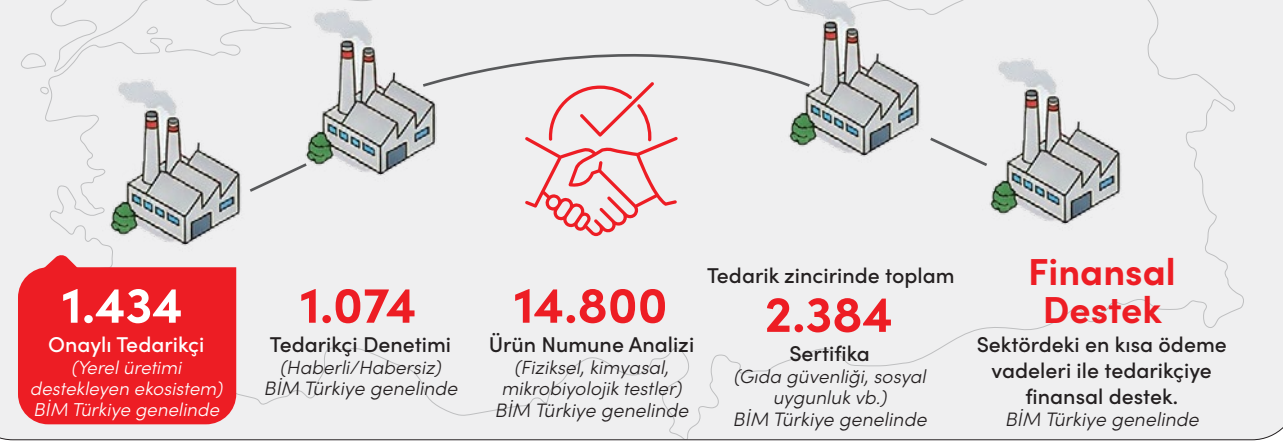 1.434
Onaylı Tedarikçi
(Yerel üretimi
destekleyen ekosistem)
BİM Türkiye genelinde
1.074
Tedarikçi Denetimi
(Haberli/Habersiz)
BİM Türkiye genelinde
14.800
Ürün Numune Analizi
(Fiziksel, kimyasal,
mikrobiyolojik testler)
BİM Türkiye genelinde
Tedarik zincirinde toplam
2.384
Sertifika
(Gıda güvenliği, sosyal
uygunluk vb.)
BİM Türkiye genelinde
Finansal
Destek
Sektördeki en kısa ödeme
vadeleri ile tedarikçiye
finansal destek.
BİM Türkiye genelinde